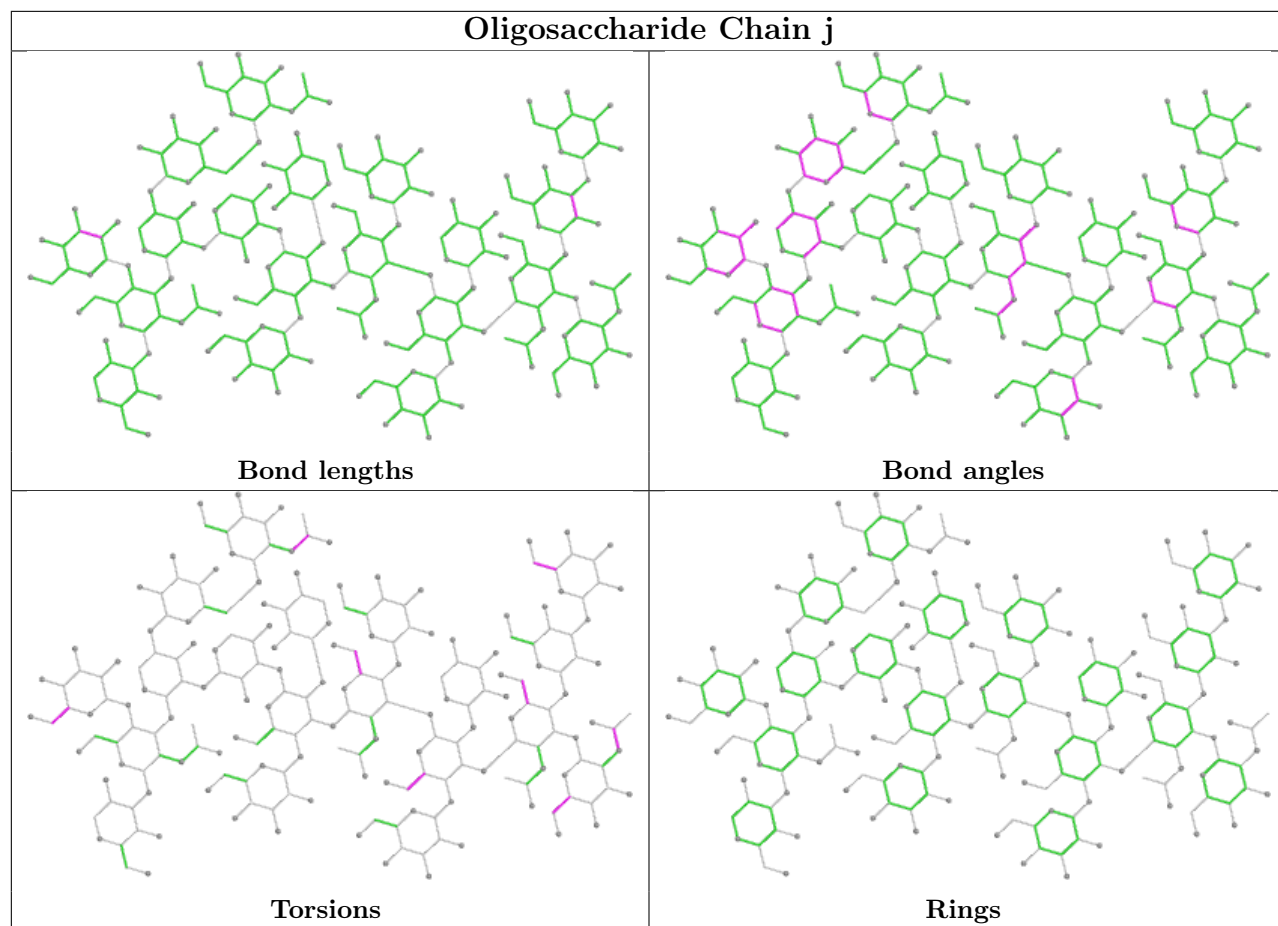 Oligosaccharide Chain j
Bond lengths
Bond angles
Torsions
Rings